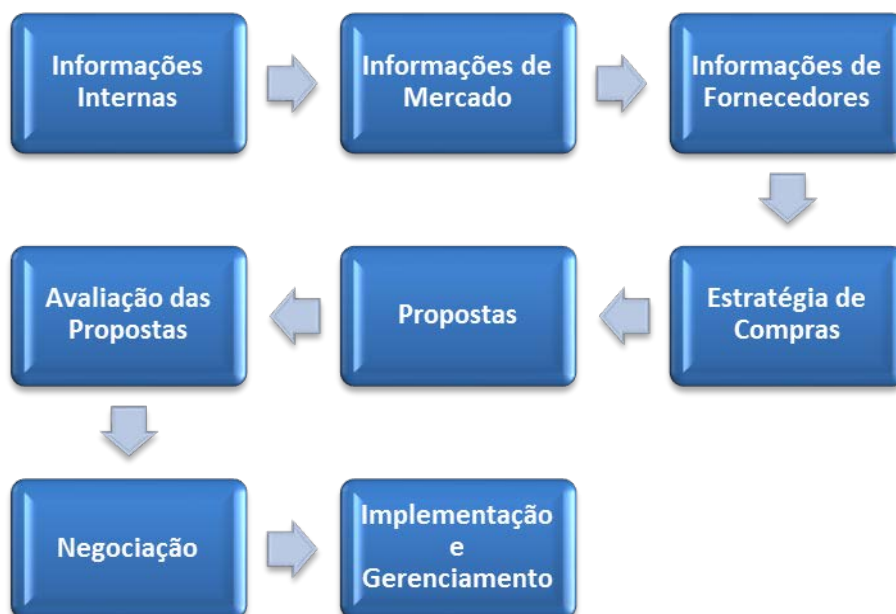 Informações
Internas
Informações de
Mercado
Informações de
Fornecedores
Estratégia de
Compras
Propostas
Avaliação das
Propostas
Negociação
Implementação
e
Gerenciamento